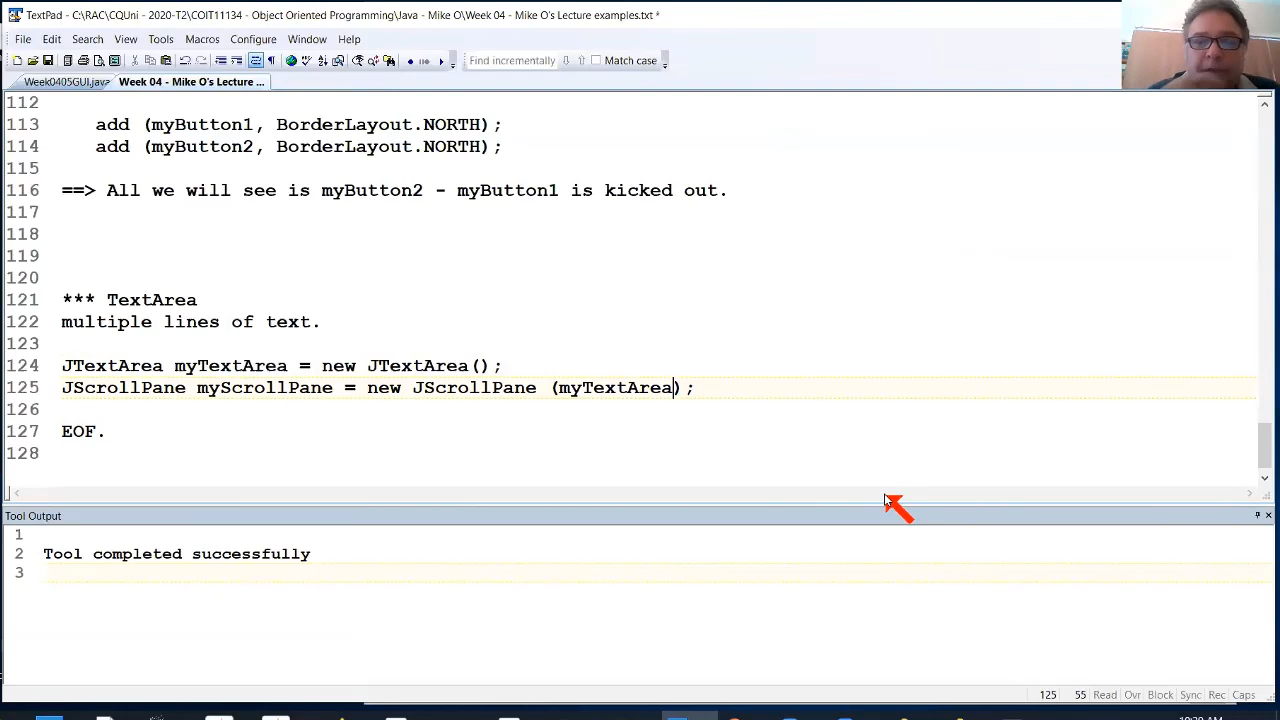 TextPad - C:\RAC\CQUni - 2020-T2\COIT11134 - Object Oriented Programming\Java - Mike O\Week 04 - Mike O's Lecture examples.txt *
File Edit Search View Tools Macros Configure Window Help
Find incrementally Match case
Week0405GUI.java Week 04 - Mike O's Lecture ...
112
113 add (myButton1, BorderLayout.NORTH);
114 add (myButton2, BorderLayout.NORTH);
115
116 ==> All we will see is myButton2 - myButton1 is kicked out.
117
118
119
120
121 *** TextArea
122 multiple lines of text.
123
124 JTextArea myTextArea = new JTextArea();
125 JScrollPane myScrollPane = new JScrollPane (myTextArea);
126
127 EOF.
128
Tool Output
1
2 Tool completed successfully
3
125 55 Read Ovr Block Sync Rec Caps